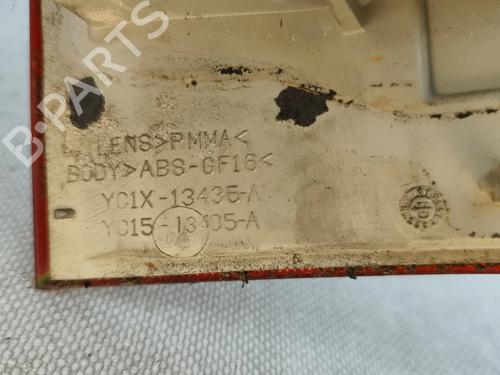 B-PARTS
LENS>PMMA<
BODY>ABS-GF16<
YC1X-13435-A
YC15-13405-A